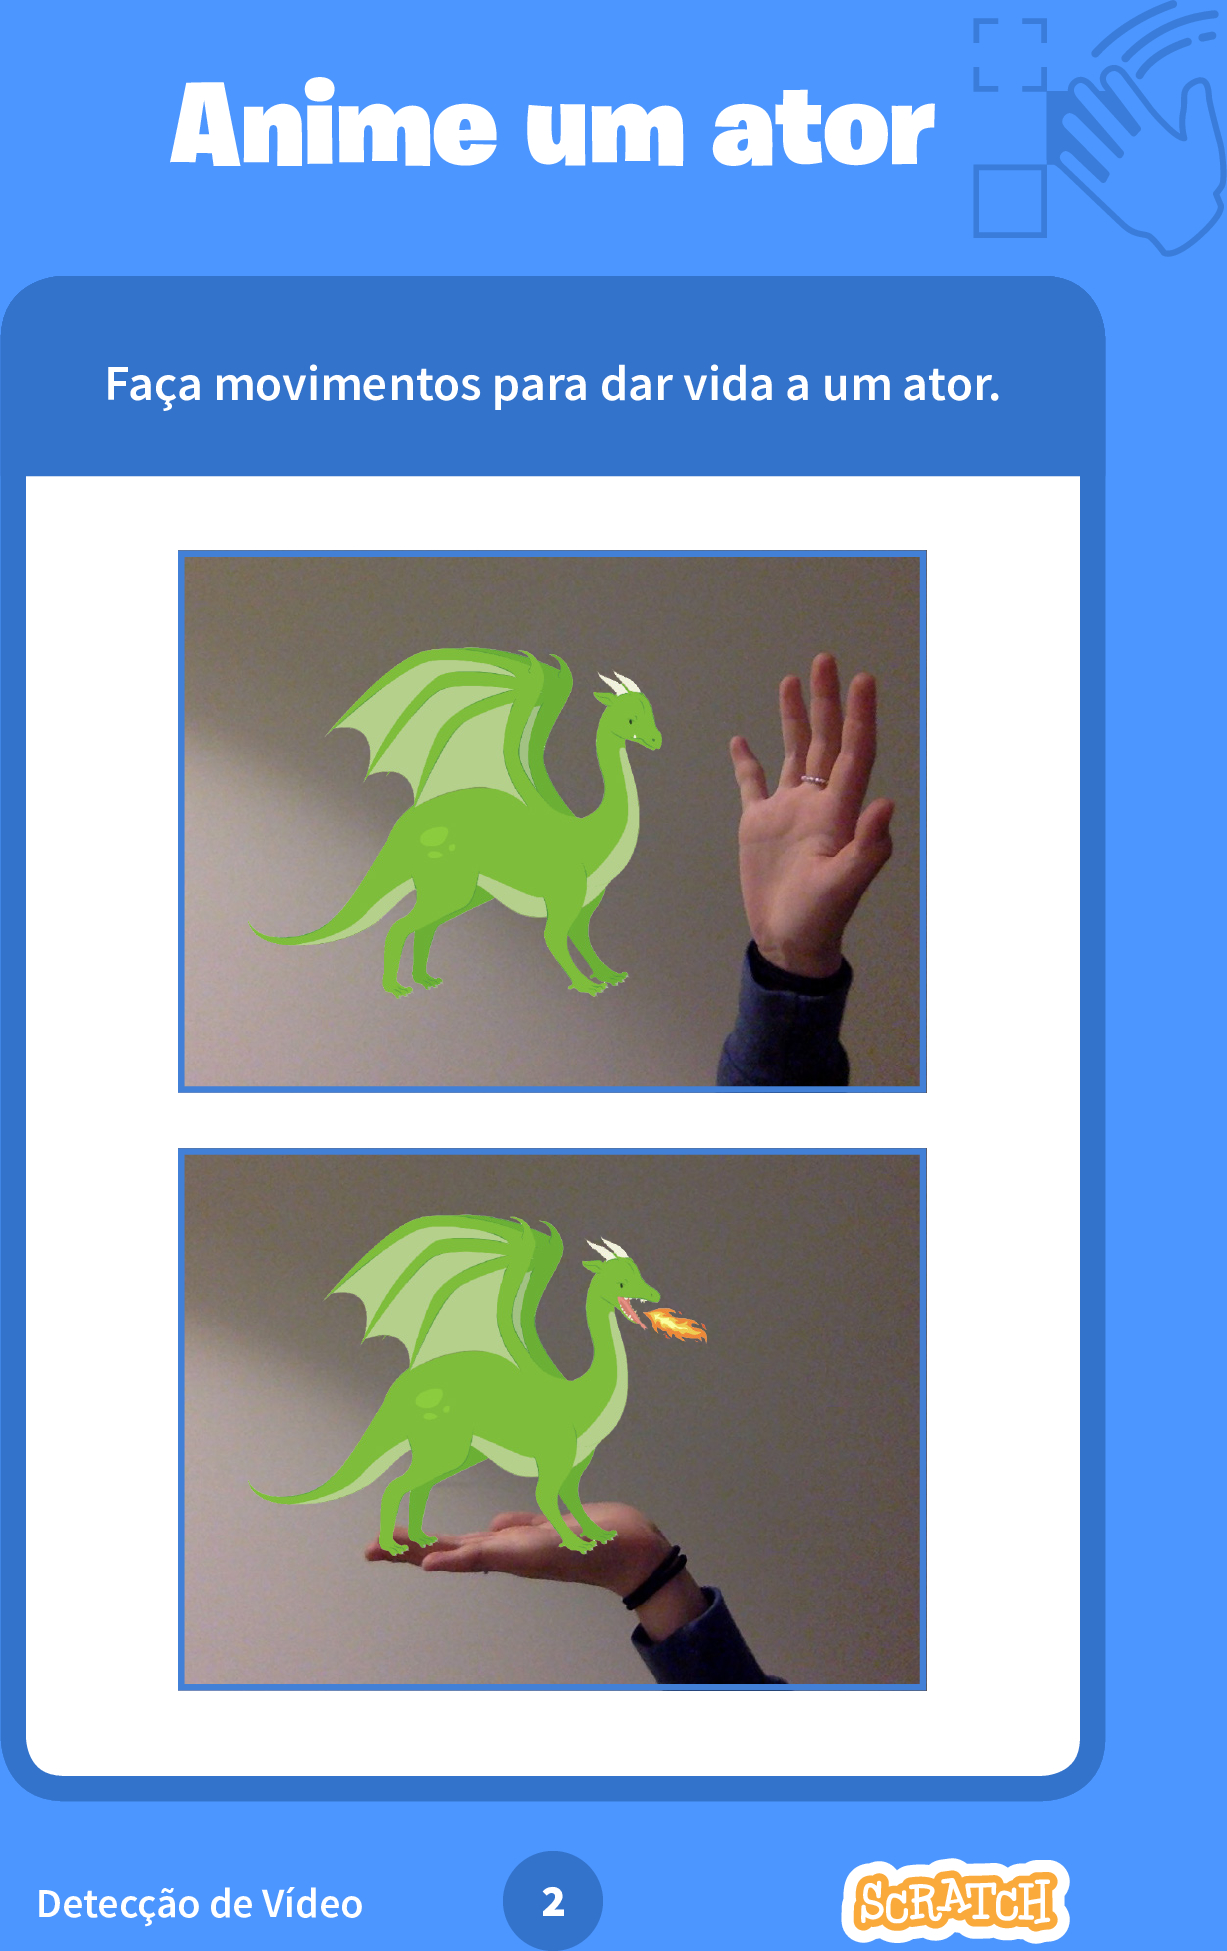 Anime um ator
Faça movimentos para dar vida a um ator.
Detecção de Vídeo
2
SCRATCH